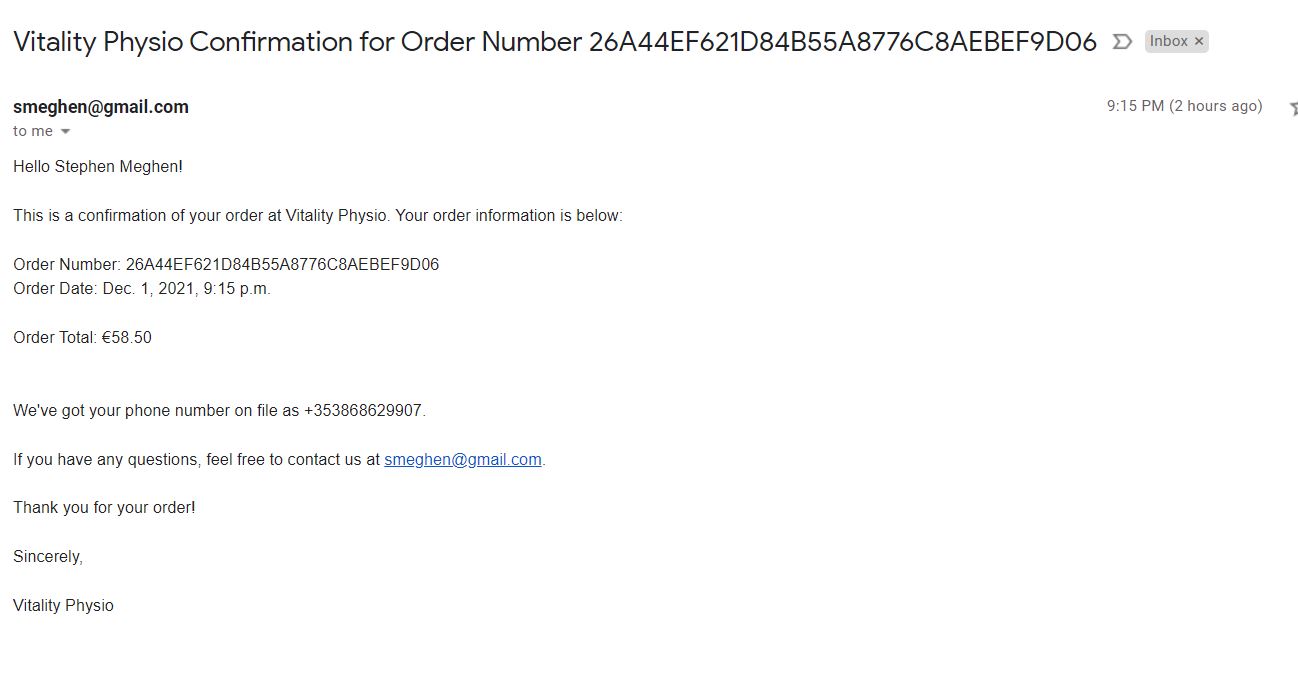 Vitality Physio Confirmation for Order Number 26A44EF621D84B55A8776C8AEBEF9D06 Inbox ×
smeghen@gmail.com 9:15 PM (2 hours ago)
to me
Hello Stephen Meghen!
This is a confirmation of your order at Vitality Physio. Your order information is below:
Order Number: 26A44EF621D84B55A8776C8AEBEF9D06
Order Date: Dec. 1, 2021, 9:15 p.m.
Order Total: €58.50
We've got your phone number on file as +353868629907.
If you have any questions, feel free to contact us at smeghen@gmail.com.
Thank you for your order!
Sincerely,
Vitality Physio